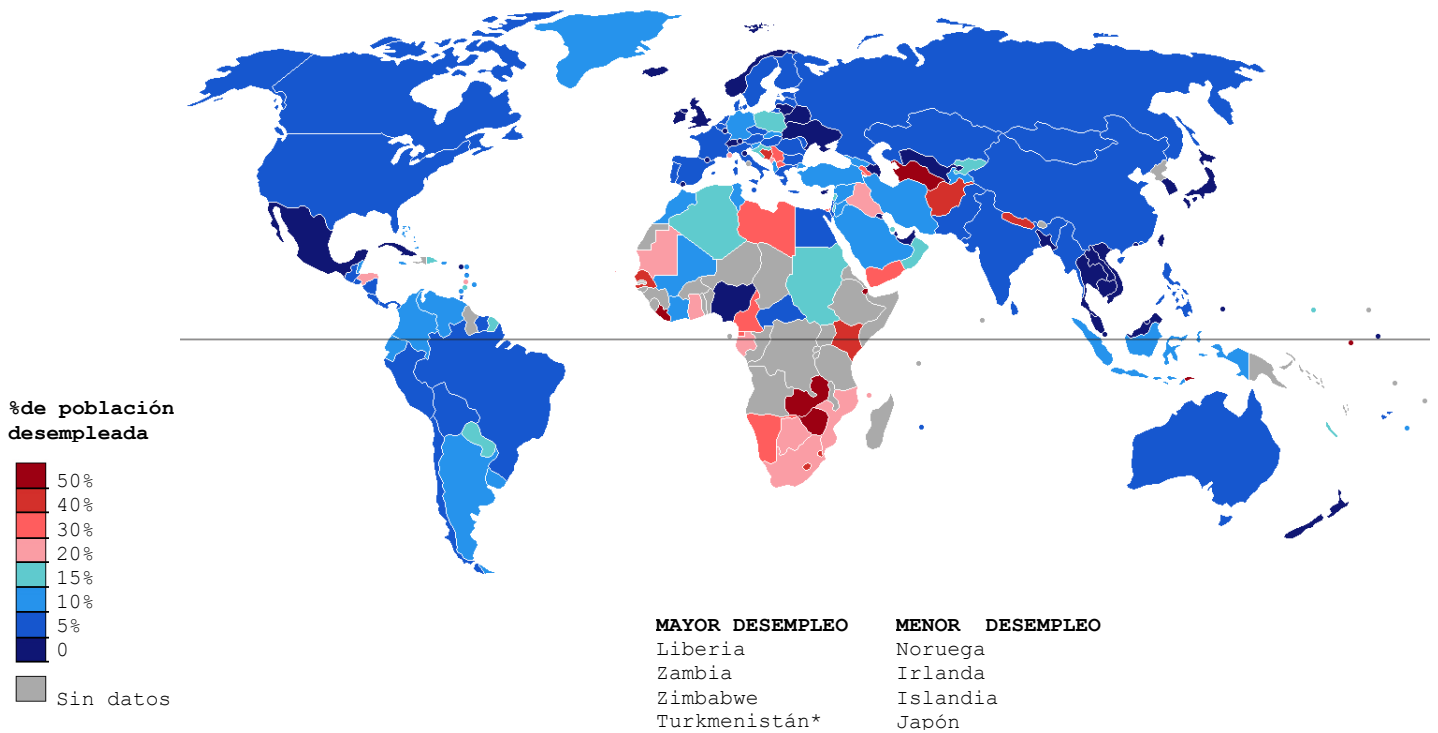 %de población
desempleada
50%
40%
30%
20%
15%
10%
5%
0
Sin datos
MAYOR DESEMPLEO
Liberia
Zambia
Zimbabwe
Turkmenistán*
MENOR DESEMPLEO
Noruega
Irlanda
Islandia
Japón